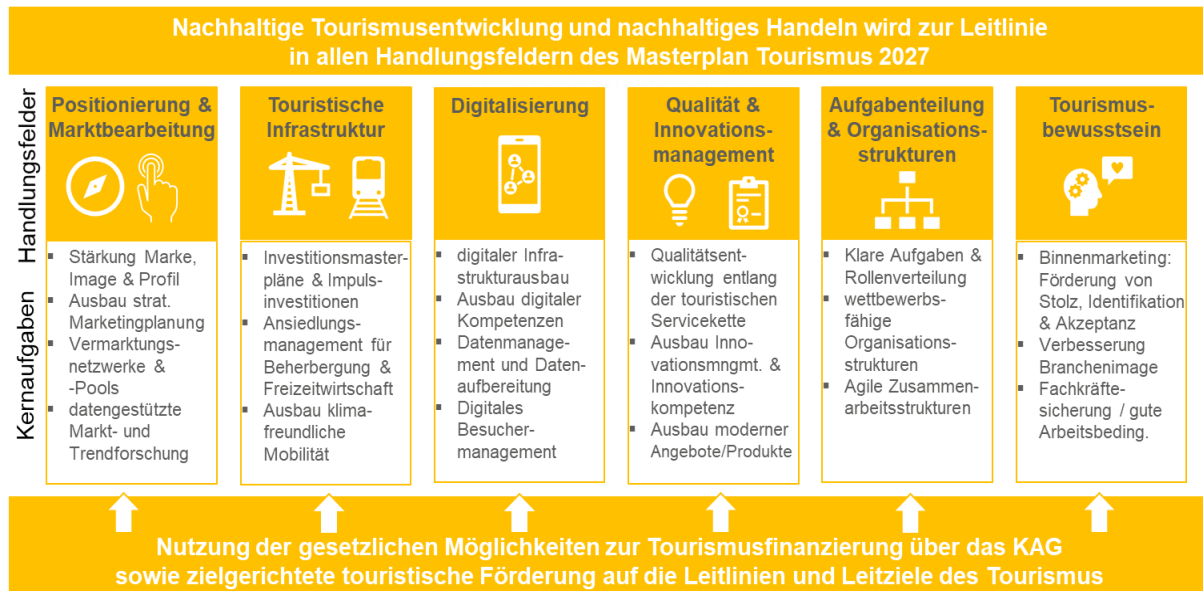 Nachhaltige Tourismusentwicklung und nachhaltiges Handeln wird zur Leitlinie
in allen Handlungsfeldern des Masterplan Tourismus 2027
Handlungsfelder
Positionierung &
Marktbearbeitung
Touristische
Infrastruktur
Digitalisierung
Qualität &
Innovations-
management
Aufgabenteilung
& Organisations-
strukturen
Tourismus-
bewusstsein
Kernaufgaben
▪ Stärkung Marke,
Image & Profil
▪ Ausbau strat.
Marketingplanung
▪ Vermarktungs-
netzwerke &
-Pools
▪ datengestützte
Markt- und
Trendforschung
▪ Investitionsmaster-
pläne & Impuls-
investitionen
▪ Ansiedlungs-
management für
Beherbergung &
Freizeitwirtschaft
▪ Ausbau klima-
freundliche
Mobilität
▪ digitaler Infra-
strukturausbau
▪ Ausbau digitaler
Kompetenzen
▪ Datenmanage-
ment und Daten-
aufbereitung
▪ Digitales
Besucher-
management
▪ Qualitätsent-
wicklung entlang
der touristischen
Servicekette
▪ Ausbau Inno-
vationsmngmt. &
Innovations-
kompetenz
▪ Ausbau moderner
Angebote/Produkte
▪ Klare Aufgaben &
Rollenverteilung
▪ wettbewerbs-
fähige
Organisations-
strukturen
▪ Agile Zusammen-
arbeitsstrukturen
▪ Binnenmarketing:
Förderung von
Stolz, Identifikation
& Akzeptanz
▪ Verbesserung
Branchenimage
▪ Fachkräfte-
sicherung / gute
Arbeitsbeding.
Nutzung der gesetzlichen Möglichkeiten zur Tourismusfinanzierung über das KAG
sowie zielgerichtete touristische Förderung auf die Leitlinien und Leitziele des Tourismus